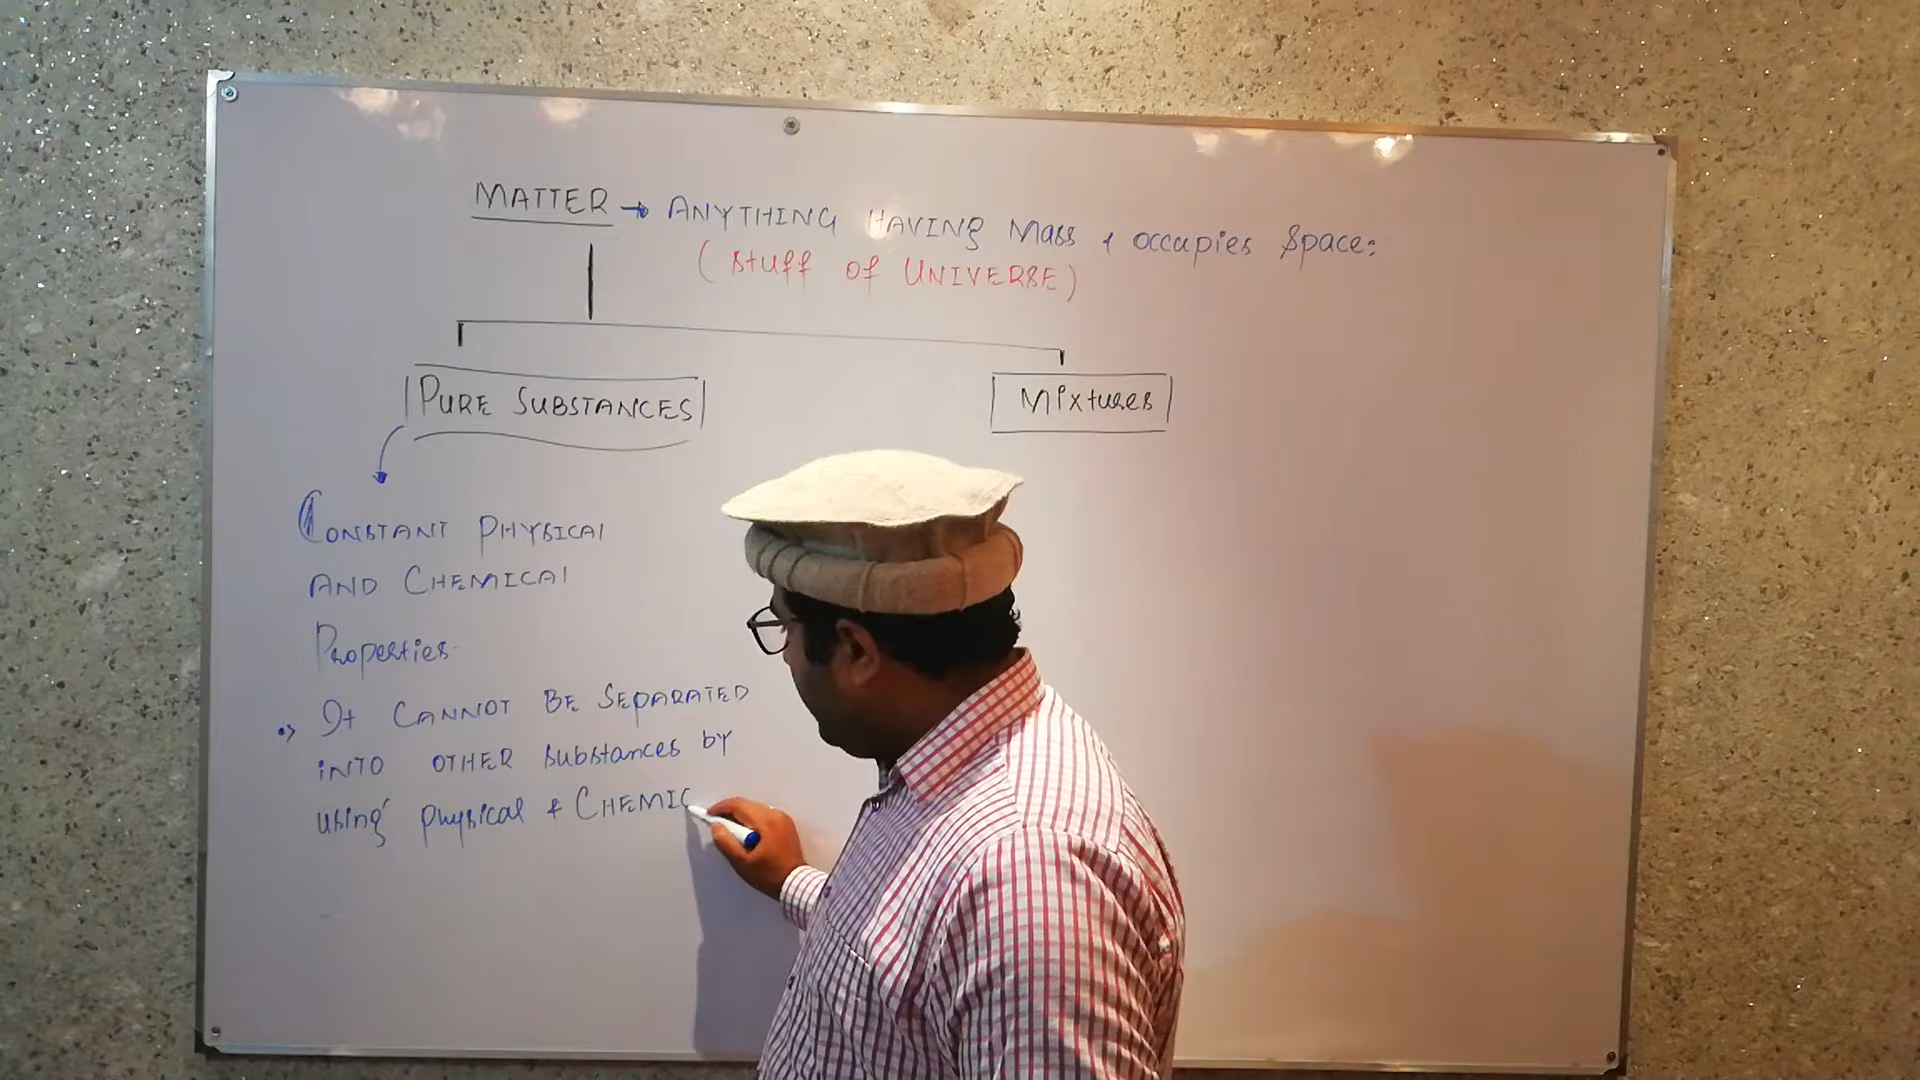 MATTER → ANYTHING HAVING Mass & occupies Space:
(stuff of UNIVERSE)
PURE SUBSTANCES
Mixtures
CONSTANT PHYSICAl
AND CHEMICAl
Properties
It CANNOT BE SEPARATED
iNTO OTHER substances by
using physical & CHEMIC